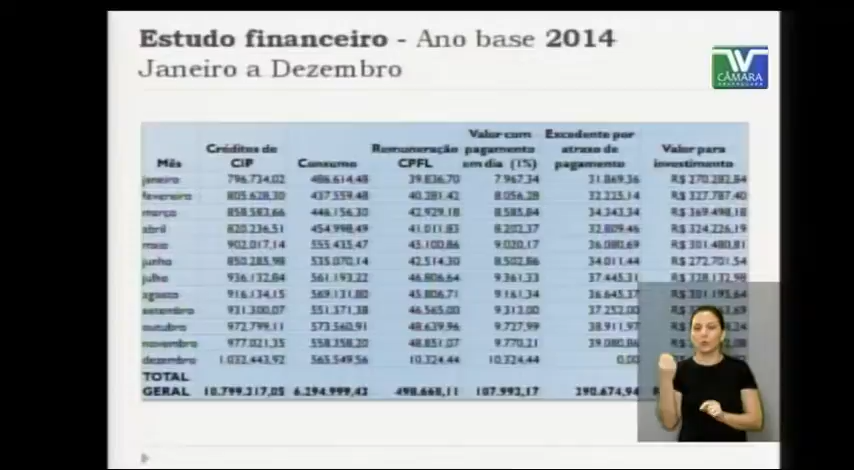 Estudo financeiro - Ano base 2014
Janeiro a Dezembro
CÂMARA
Mês Créditos de CIP Consumo Remuneração CPFL Valor com pagamento em dia (1%) Excedente por atraso de pagamento Valor para investimento
janeiro 796.734,02 486.614,48 39.836,70 7.967,34 31.869,36 R$ 270.282,84
fevereiro 805.628,30 437.559,48 40.281,42 8.056,28 32.225,14 R$ 327.787,40
março 858.583,66 446.156,30 42.929,18 8.585,84 34.343,34 R$ 369.498,18
abril 820.236,51 454.998,49 41.011,83 8.202,37 32.809,46 R$ 324.226,19
maio 902.017,14 555.435,47 45.100,86 9.020,17 36.080,69 R$ 301.480,81
junho 850.285,98 535.070,14 42.514,30 8.502,86 34.011,44 R$ 272.701,54
julho 936.132,84 561.193,22 46.806,64 9.361,33 37.445,31 R$ 328.132,98
agosto 916.134,15 569.131,80 45.806,71 9.161,34 36.645,37 R$ 301.195,64
setembro 931.300,07 551.371,38 46.565,00 9.313,00 37.252,00
outubro 972.799,11 573.560,91 48.639,96 9.727,99 38.911,97
novembro 977.021,35 558.158,20 48.851,07 9.770,21 39.080,86
dezembro 1.032.443,92 565.549,56 10.324,44 10.324,44 0,00
TOTAL
GERAL 10.799.317,05 6.294.999,43 498.668,11 107.993,17 390.674,94